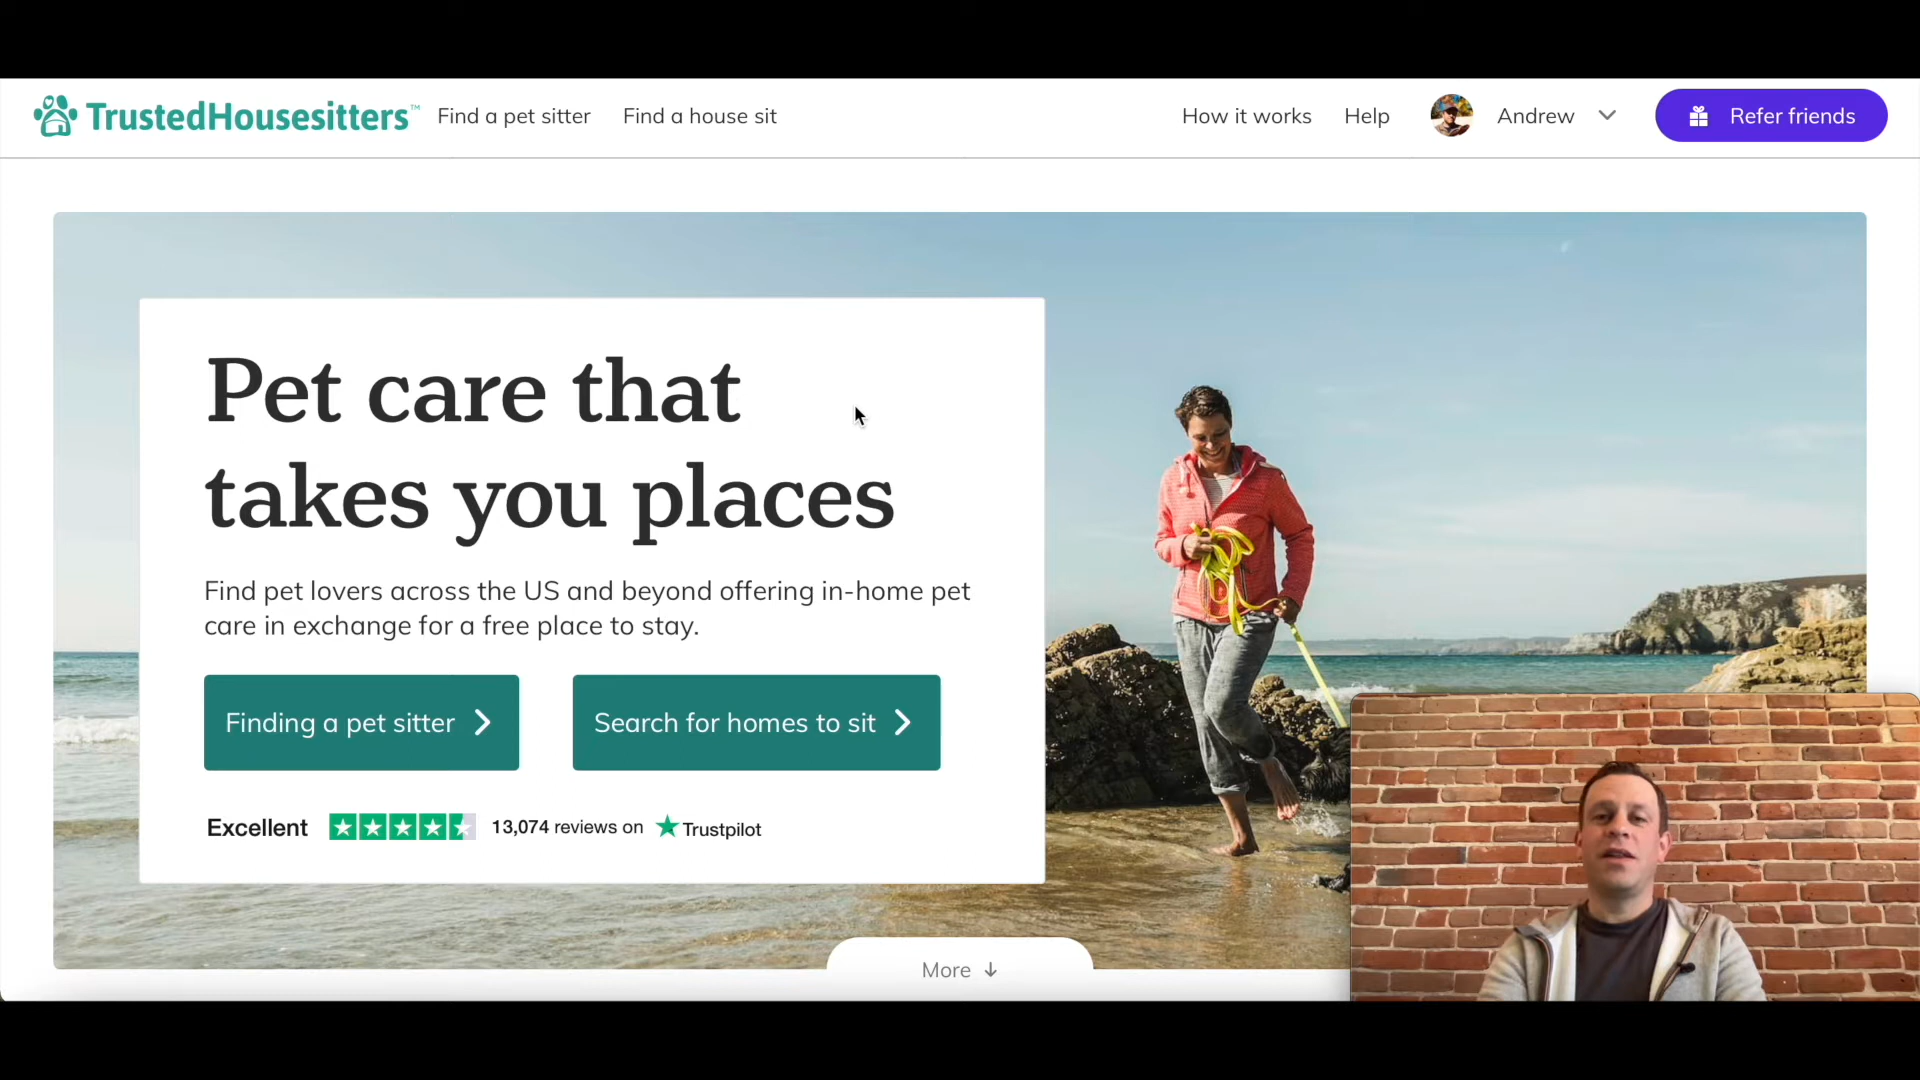 TrustedHousesitters™ Find a pet sitter Find a house sit How it works Help Andrew Refer friends
Pet care that
takes you places
Find pet lovers across the US and beyond offering in-home pet
care in exchange for a free place to stay.
Finding a pet sitter Search for homes to sit
Excellent 13,074 reviews on Trustpilot
More